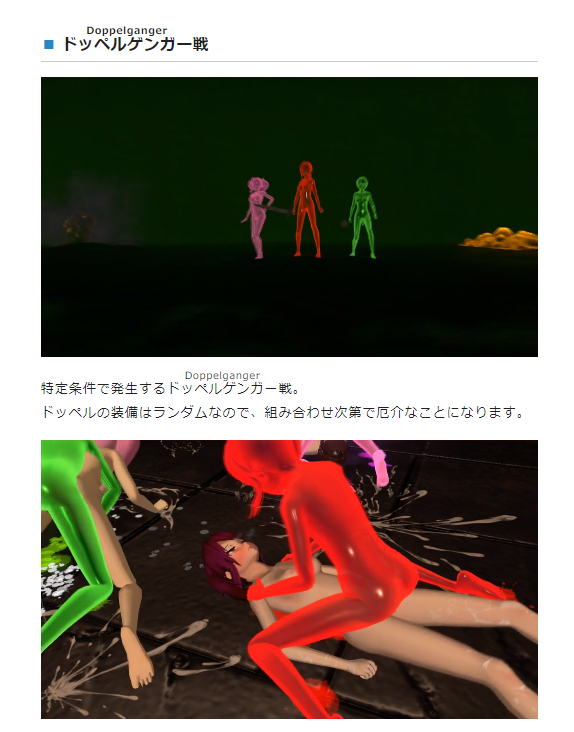 Doppelganger
■ ドッペルゲンガー戦
Doppelganger
特定条件で発生するドッペルゲンガー戦。
ドッペルの装備はランダムなので、組み合わせ次第で厄介なことになります。